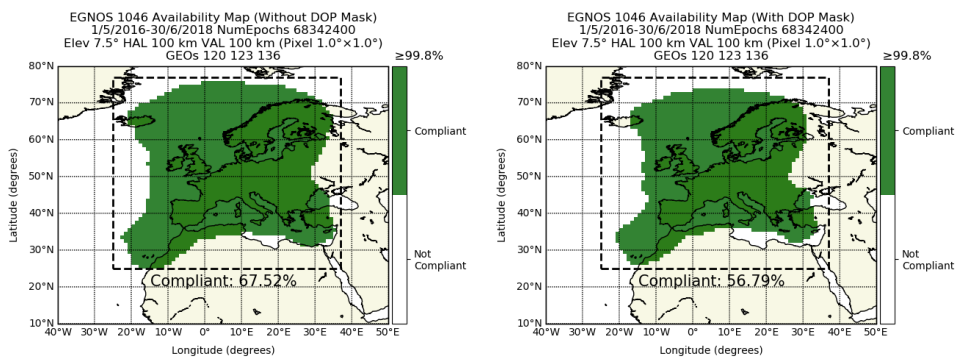 EGNOS 1046 Availability Map (Without DOP Mask)
1/5/2016-30/6/2018 NumEpochs 68342400
Elev 7.5° HAL 100 km VAL 100 km (Pixel 1.0°×1.0°)
GEOs 120 123 136
≥99.8%
80°N
70°N
60°N
50°N
40°N
30°N
20°N
10°N
Latitude (degrees)
Compliant
Not
Compliant
Compliant: 67.52%
40°W
30°W
20°W
10°W
0°
10°E
20°E
30°E
40°E
50°E
Longitude (degrees)
EGNOS 1046 Availability Map (With DOP Mask)
1/5/2016-30/6/2018 NumEpochs 68342400
Elev 7.5° HAL 100 km VAL 100 km (Pixel 1.0°×1.0°)
GEOs 120 123 136
≥99.8%
80°N
70°N
60°N
50°N
40°N
30°N
20°N
10°N
Latitude (degrees)
Compliant
Not
Compliant
Compliant: 56.79%
40°W
30°W
20°W
10°W
0°
10°E
20°E
30°E
40°E
50°E
Longitude (degrees)